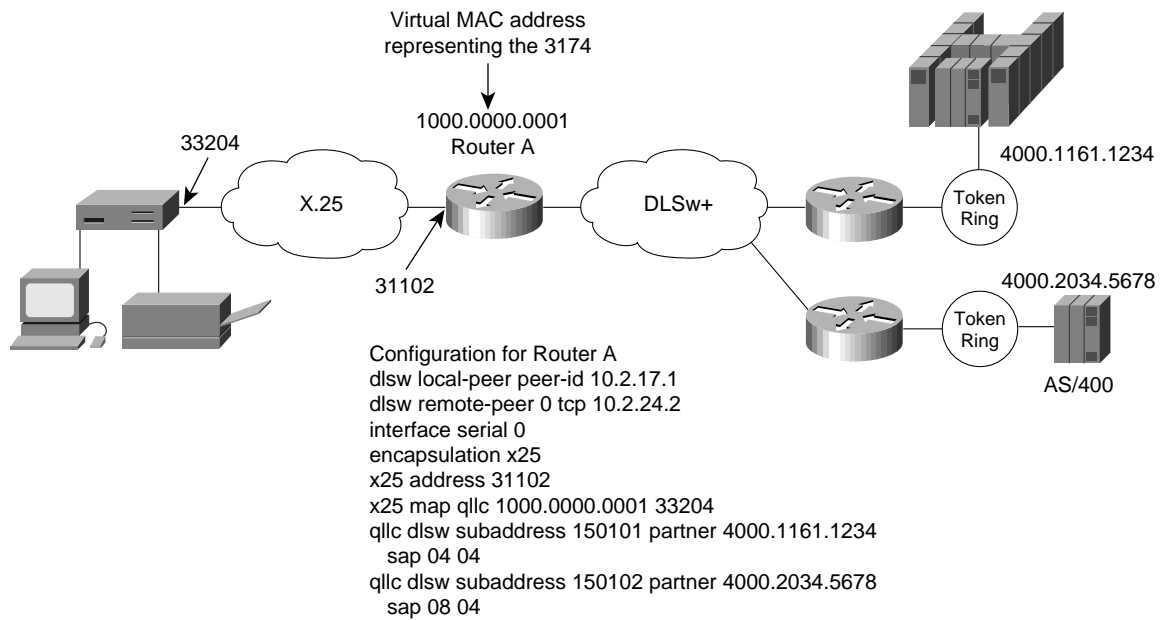 Virtual MAC address
representing the 3174
1000.0000.0001
Router A
33204
X.25
31102
DLSw+
4000.1161.1234
Token
Ring
4000.2034.5678
Token
Ring
AS/400
Configuration for Router A
dlsw local-peer peer-id 10.2.17.1
dlsw remote-peer 0 tcp 10.2.24.2
interface serial 0
encapsulation x25
x25 address 31102
x25 map qllc 1000.0000.0001 33204
qllc dlsw subaddress 150101 partner 4000.1161.1234
sap 04 04
qllc dlsw subaddress 150102 partner 4000.2034.5678
sap 08 04